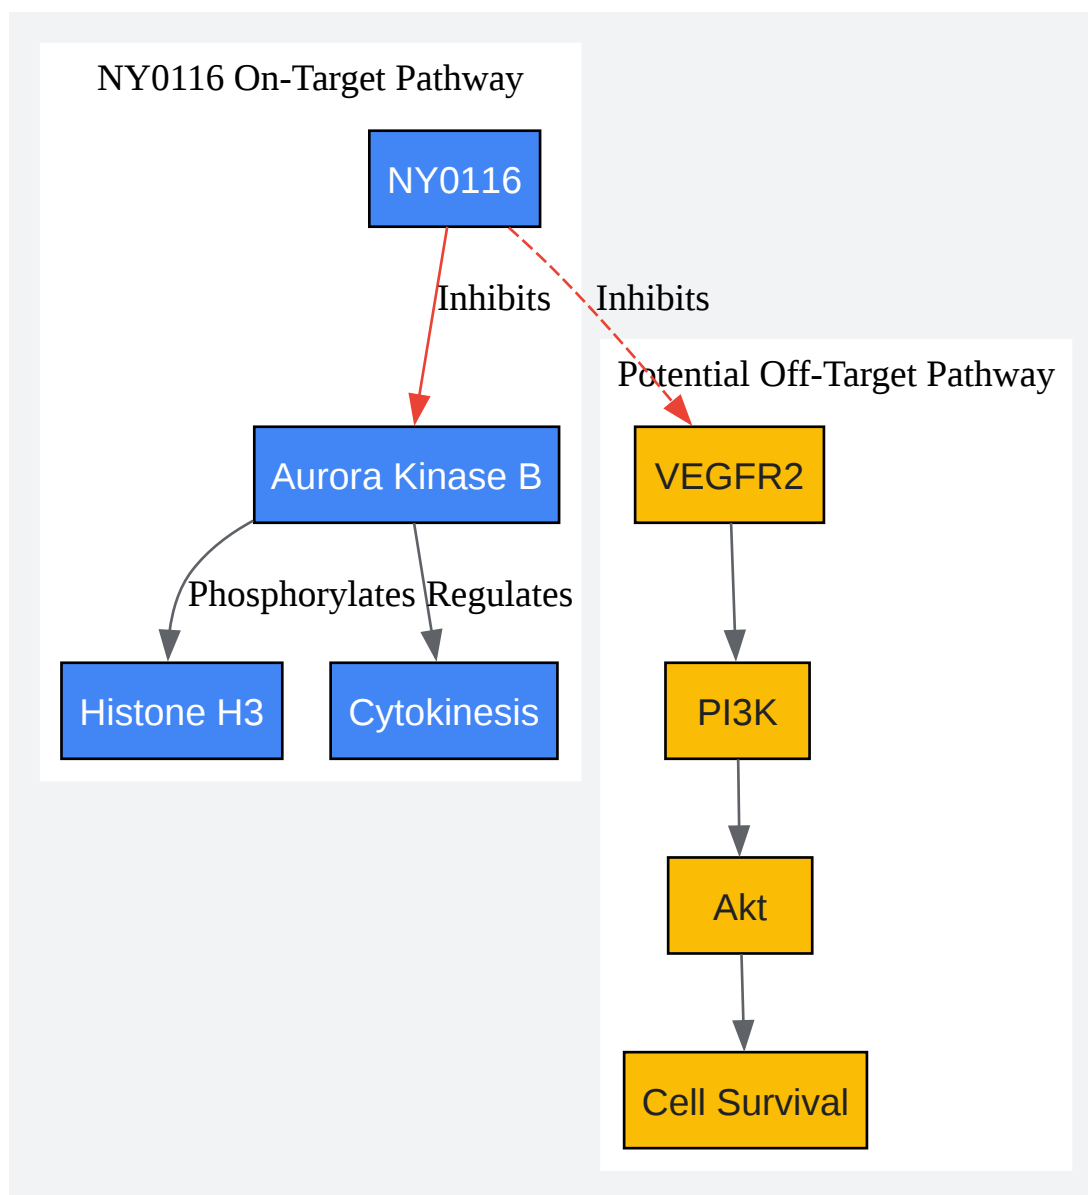 NY0116 On-Target Pathway
NY0116
Inhibits
Inhibits
Potential Off-Target Pathway
Aurora Kinase B
VEGFR2
Phosphorylates
Regulates
Histone H3
Cytokinesis
PI3K
Akt
Cell Survival